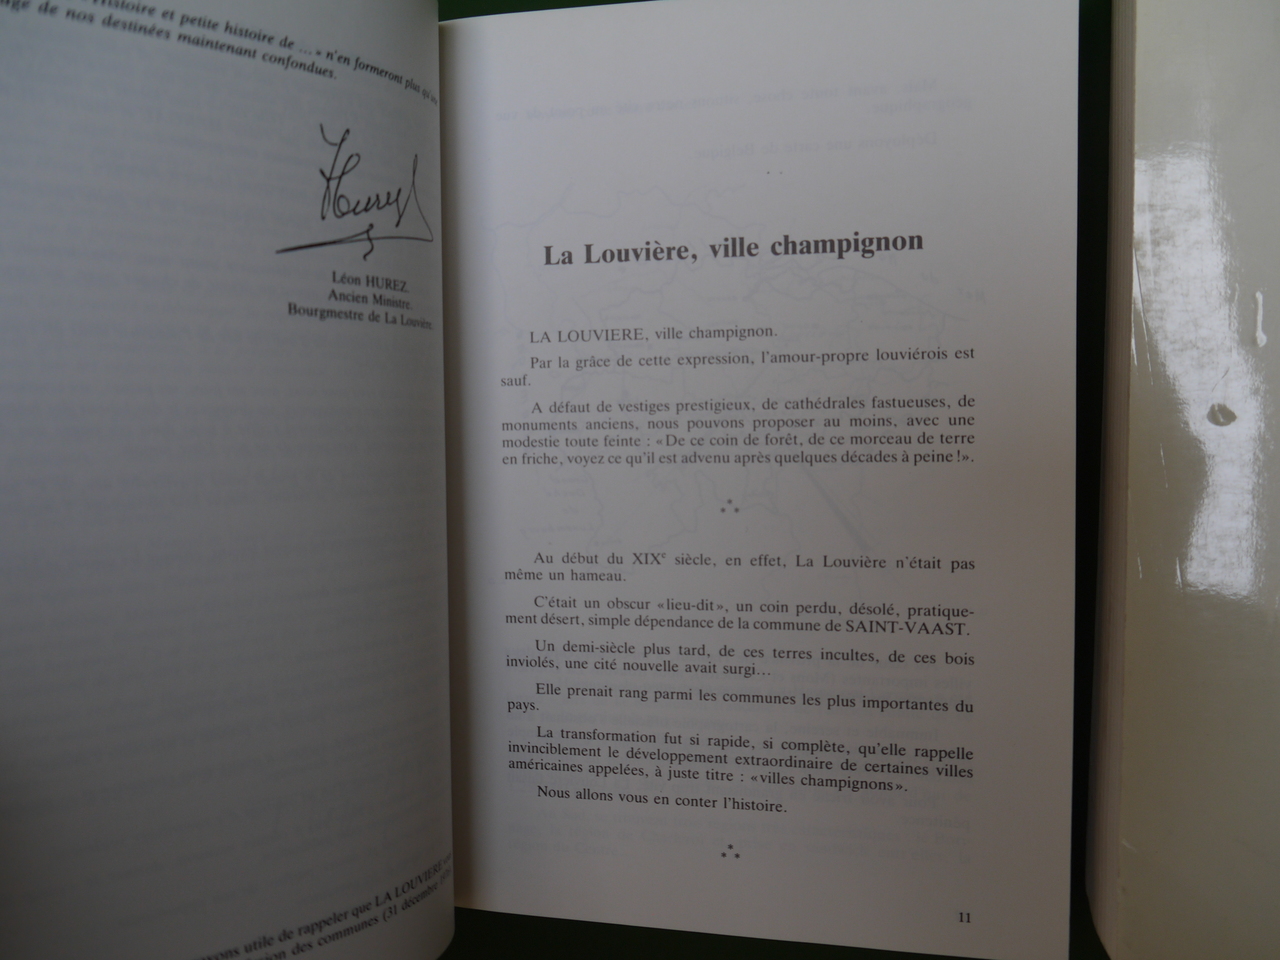 histoire et petite histoire de ... » n'en formeront plus qu'un
de nos destinées maintenant confondues.
Hurez
Léon HUREZ.
Ancien Ministre.
Bourgmestre de La Louvière.
utile de rappeler que LA LOUVIERE
des communes (31 décembre
La Louvière, ville champignon
LA LOUVIERE, ville champignon.
Par la grâce de cette expression, l'amour-propre louviérois est
sauf.
A défaut de vestiges prestigieux, de cathédrales fastueuses, de
monuments anciens, nous pouvons proposer au moins, avec une
modestie toute feinte : «De ce coin de forêt, de ce morceau de terre
en friche, voyez ce qu'il est advenu après quelques décades à peine !».
Au début du XIXe siècle, en effet, La Louvière n'était pas
même un hameau.
C'était un obscur «lieu-dit», un coin perdu, désolé, pratique-
ment désert, simple dépendance de la commune de SAINT-VAAST.
Un demi-siècle plus tard, de ces terres incultes, de ces bois
inviolés, une cité nouvelle avait surgi...
Elle prenait rang parmi les communes les plus importantes du
pays.
La transformation fut si rapide, si complète, qu'elle rappelle
invinciblement le développement extraordinaire de certaines villes
américaines appelées, à juste titre : «villes champignons».
Nous allons vous en conter l'histoire.
11